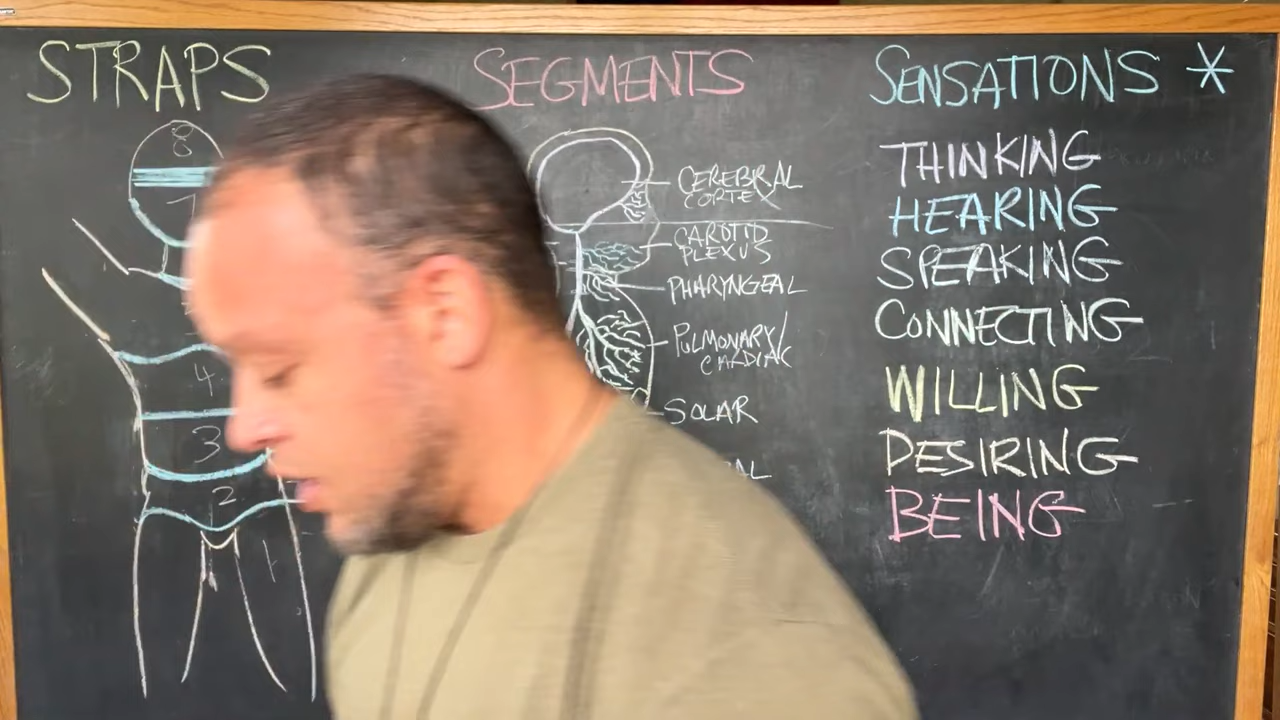 STRAPS
8
7
4
3
2
1
SEGMENTS
CEREBRAL
CORTEX
CAROTID
PLEXUS
PHARYNGEAL
PULMONARY/
CARDIAC
SOLAR
SENSATIONS *
THINKING
HEARING
SPEAKING
CONNECTING
WILLING
DESIRING
BEING